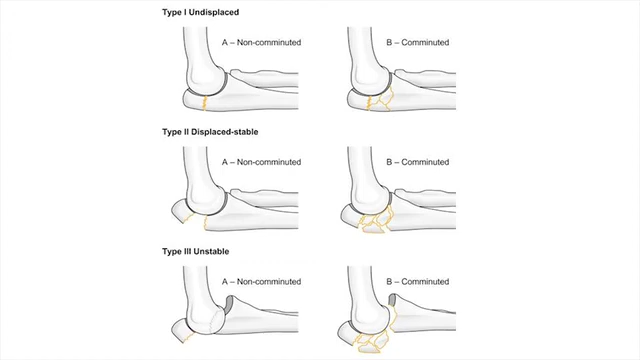 Type I Undisplaced
A – Non-comminuted
B – Comminuted
Type II Displaced-stable
A – Non-comminuted
B – Comminuted
Type III Unstable
A – Non-comminuted
B – Comminuted